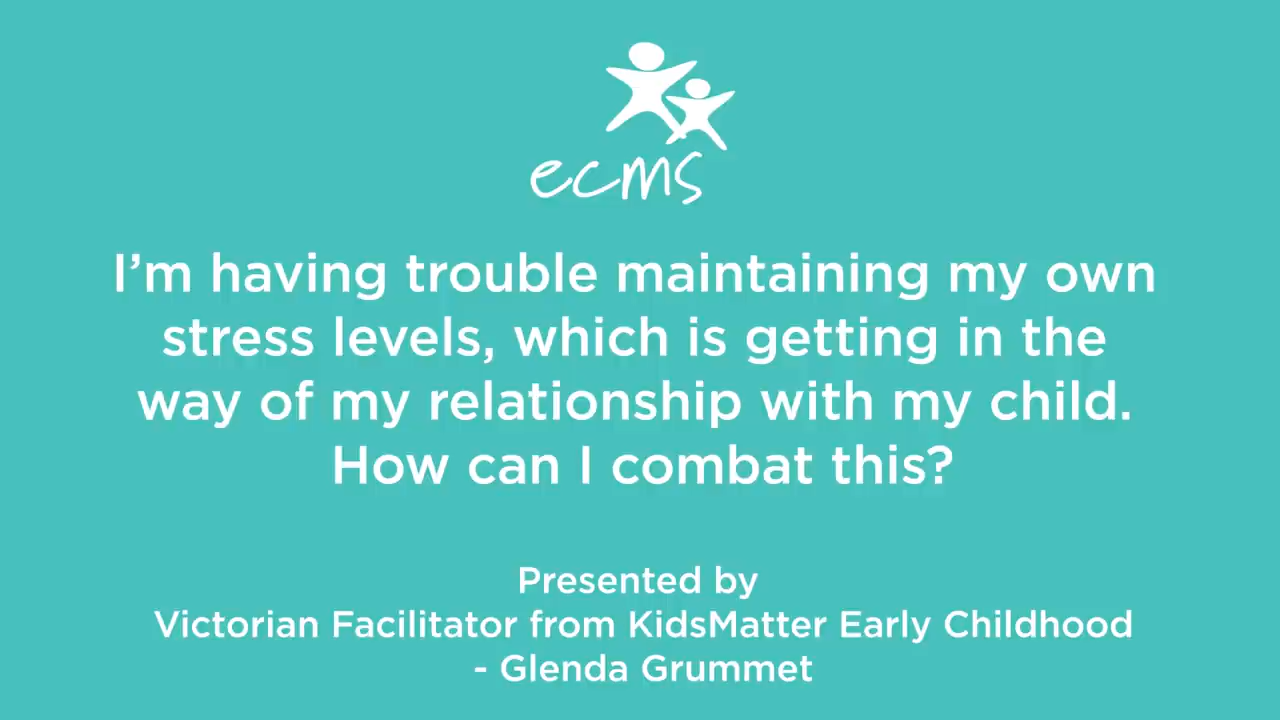 ecms
I’m having trouble maintaining my own
stress levels, which is getting in the
way of my relationship with my child.
How can I combat this?
Presented by
Victorian Facilitator from KidsMatter Early Childhood
- Glenda Grummet